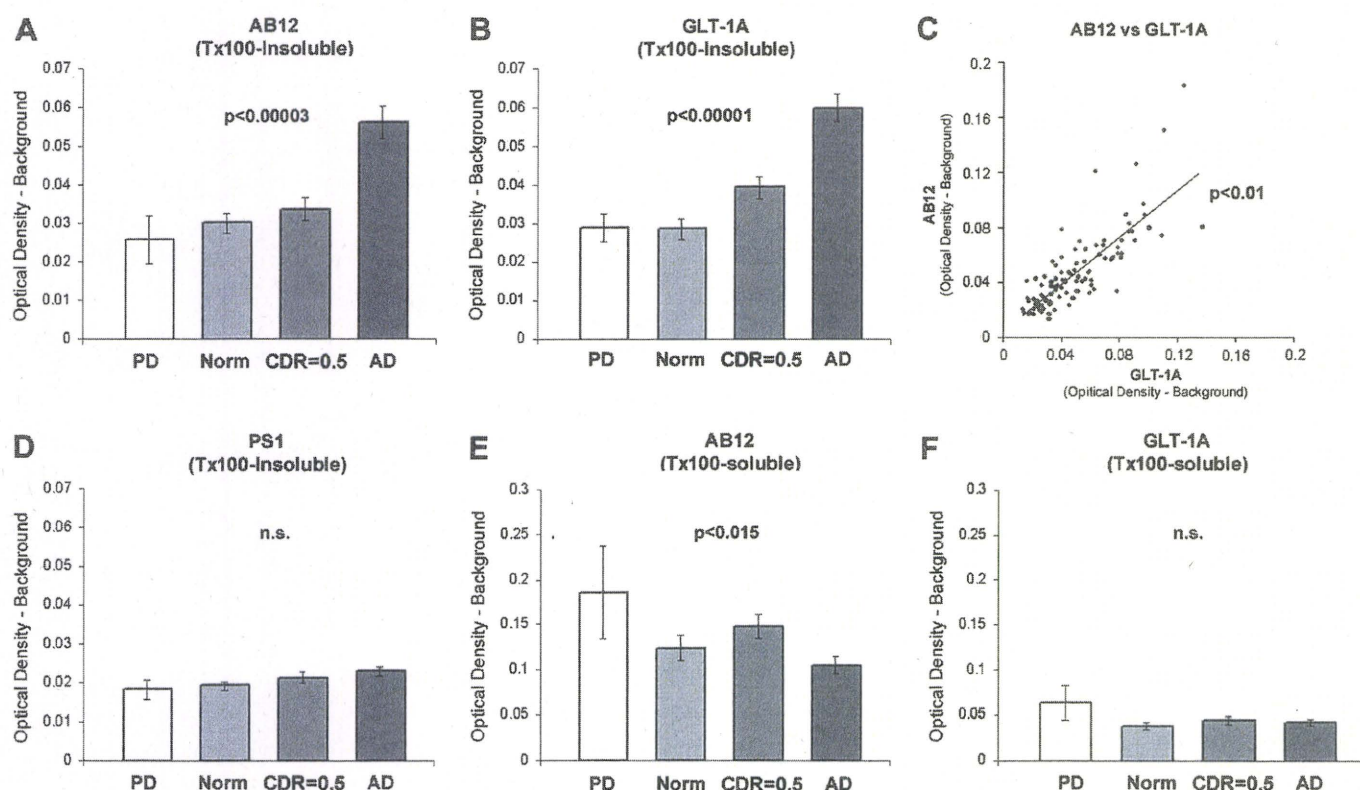 A
AB12
(Tx100-insoluble)
Optical Density - Background
0.07
0.06
0.05
0.04
0.03
0.02
0.01
0
p<0.00003
PD Norm CDR=0.5 AD
B
GLT-1A
(Tx100-Insoluble)
Optical Density - Background
0.07
0.06
0.05
0.04
0.03
0.02
0.01
0
p<0.00001
PD Norm CDR=0.5 AD
C
AB12 vs GLT-1A
AB12
(Optical Density - Background)
0.2
0.16
0.12
0.08
0.04
0
p<0.01
0 0.04 0.08 0.12 0.16 0.2
GLT-1A
(Opitical Density - Background)
D
PS1
(Tx100-Insoluble)
Optical Density - Background
0.07
0.06
0.05
0.04
0.03
0.02
0.01
0
n.s.
PD Norm CDR=0.5 AD
E
AB12
(Tx100-soluble)
Optical Density - Background
0.3
0.25
0.2
0.15
0.1
0.05
0
p<0.015
PD Norm CDR=0.5 AD
F
GLT-1A
(Tx100-soluble)
Optical Density - Background
0.3
0.25
0.2
0.15
0.1
0.05
0
n.s.
PD Norm CDR=0.5 AD